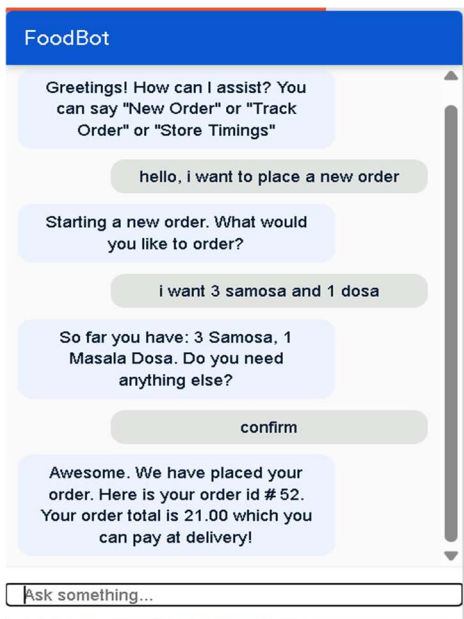 FoodBot
Greetings! How can I assist? You
can say "New Order" or "Track
Order" or "Store Timings"
hello, i want to place a new order
Starting a new order. What would
you like to order?
i want 3 samosa and 1 dosa
So far you have: 3 Samosa, 1
Masala Dosa. Do you need
anything else?
confirm
Awesome. We have placed your
order. Here is your order id # 52.
Your order total is 21.00 which you
can pay at delivery!
Ask something...